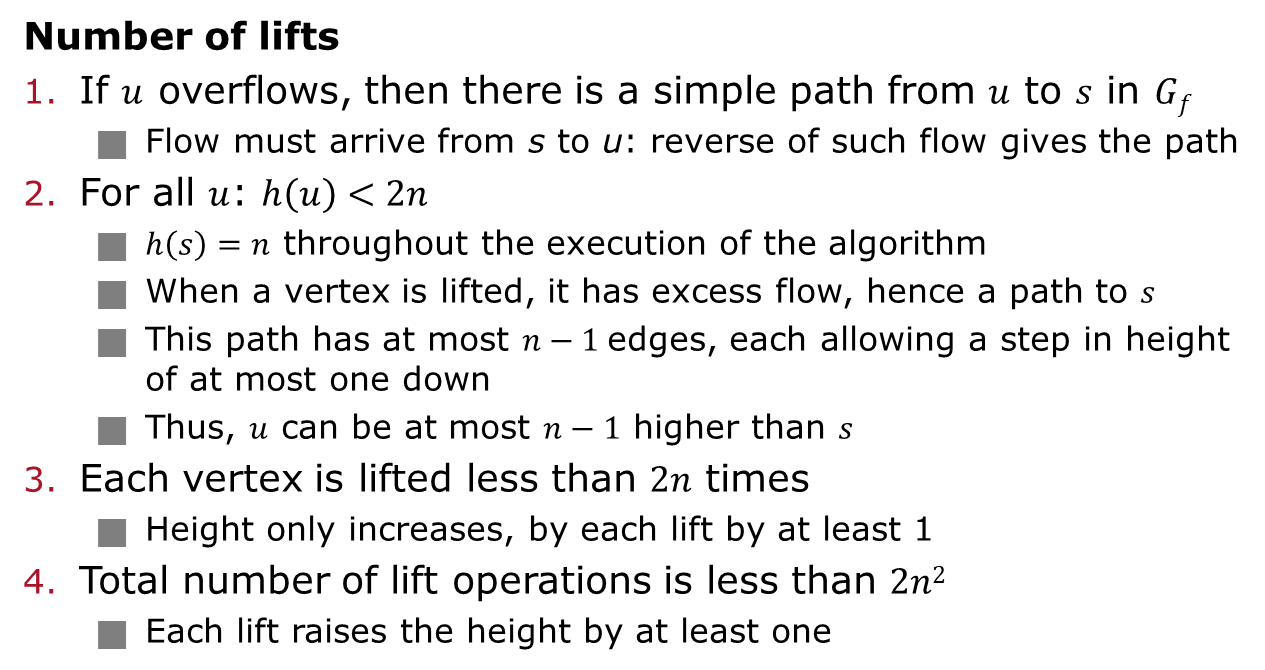 Number of lifts
1. If u overflows, then there is a simple path from u to s in G_f
■ Flow must arrive from s to u: reverse of such flow gives the path
2. For all u: h(u) < 2n
■ h(s) = n throughout the execution of the algorithm
■ When a vertex is lifted, it has excess flow, hence a path to s
■ This path has at most n − 1 edges, each allowing a step in height
of at most one down
■ Thus, u can be at most n − 1 higher than s
3. Each vertex is lifted less than 2n times
■ Height only increases, by each lift by at least 1
4. Total number of lift operations is less than 2n²
■ Each lift raises the height by at least one